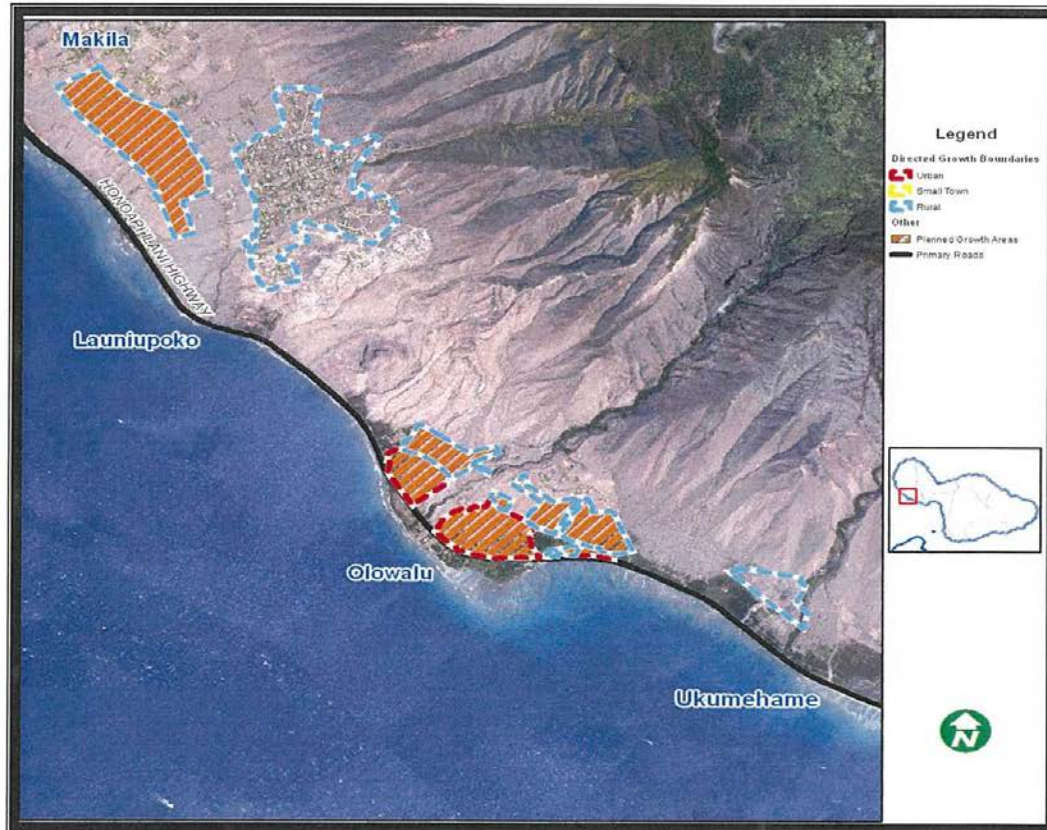 Makila
HONOAPIILANI HIGHWAY
Launiupoko
Olowalu
Ukumehame
Legend
Directed Growth Boundaries
Urban
Small Town
Rural
Other
Planned Growth Areas
Primary Roads
N